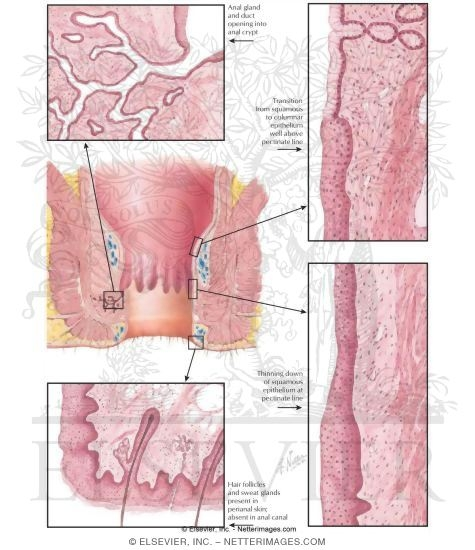 Anal gland
and duct
opening into
anal crypt
Transition
from squamous
to columnar
epithelium
well above
pectinate line
Thinning down
of squamous
epithelium at
pectinate line
Hair follicles
and sweat glands
present in
perianal skin;
absent in anal canal
© Elsevier, Inc. - Netterimages.com
© ELSEVIER, INC. – NETTERIMAGES.COM